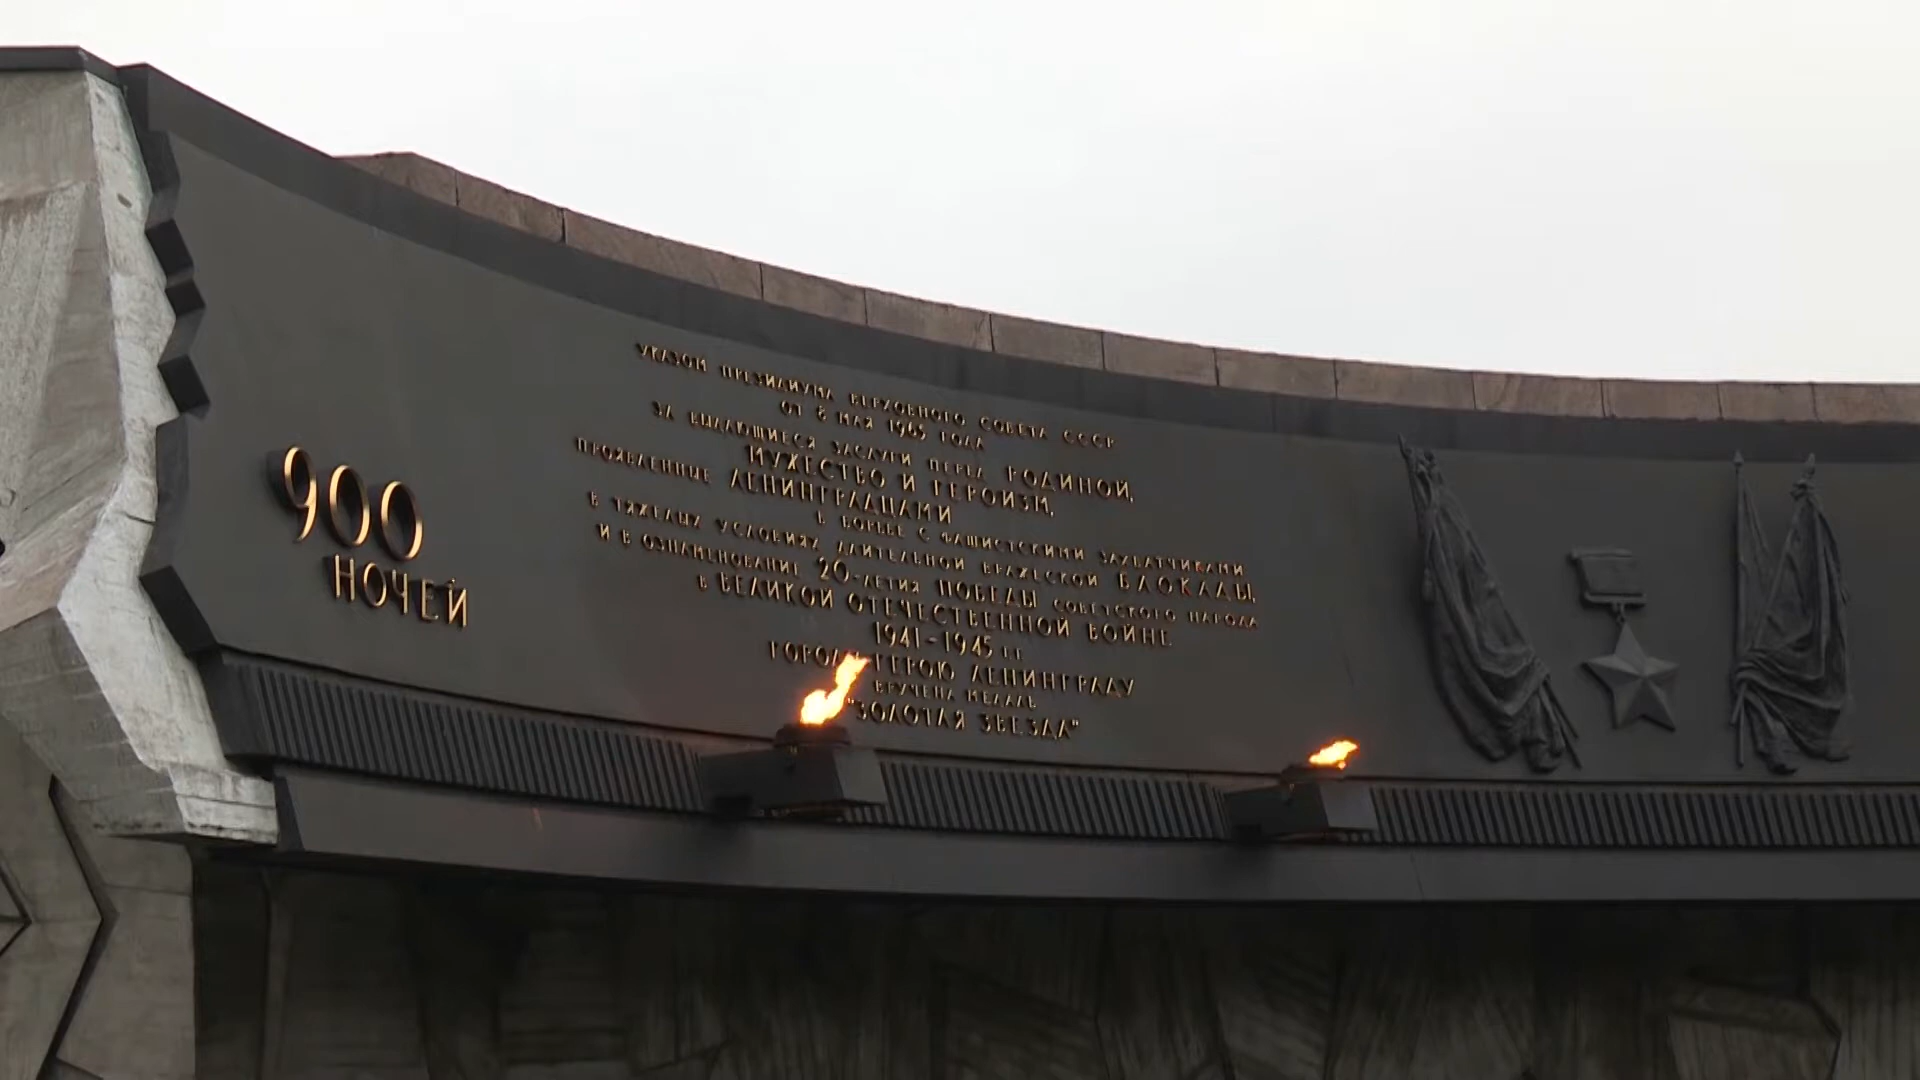 900
НОЧЕЙ
УКАЗОМ ПРЕЗИДИУМА ВЕРХОВНОГО СОВЕТА СССР
ОТ 8 МАЯ 1965 ГОДА
ЗА ВЫДАЮЩИЕСЯ ЗАСЛУГИ ПЕРЕД РОДИНОЙ,
МУЖЕСТВО И ГЕРОИЗМ,
ПРОЯВЛЕННЫЕ ЛЕНИНГРАДЦАМИ
В БОРЬБЕ С ФАШИСТСКИМИ ЗАХВАТЧИКАМИ
В ТЯЖЕЛЫХ УСЛОВИЯХ ДЛИТЕЛЬНОЙ ВРАЖЕСКОЙ БЛОКАДЫ,
И В ОЗНАМЕНОВАНИЕ 20-ЛЕТИЯ ПОБЕДЫ СОВЕТСКОГО НАРОДА
В ВЕЛИКОЙ ОТЕЧЕСТВЕННОЙ ВОЙНЕ
1941-1945 ГГ
ГОРОДУ ГЕРОЮ ЛЕНИНГРАДУ
ВРУЧЕНА МЕДАЛЬ
"ЗОЛОТАЯ ЗВЕЗДА"